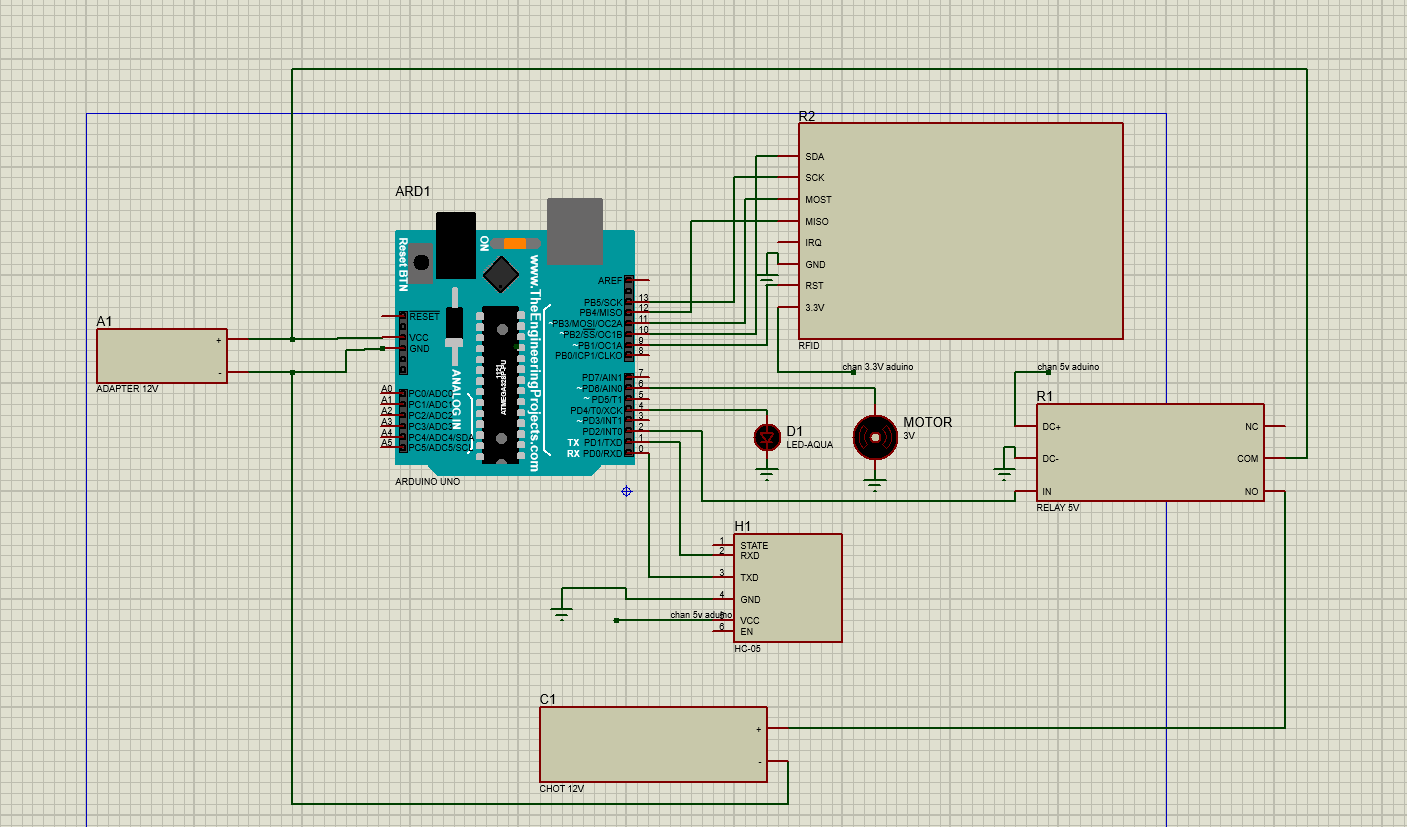 R2
SDA
SCK
MOST
MISO
IRQ
GND
RST
3.3V
RFID
chan 3.3V aduino
ARD1
Reset BTN
ON
www.TheEngineeringProjects.com
AREF
PB5/SCK 13
PB4/MISO 12
~PB3/MOSI/OC2A 11
~PB2/SS/OC1B 10
~PB1/OC1A 9
PB0/ICP1/CLKO 8
PD7/AIN1 7
~PD6/AIN0 6
~PD5/T1 5
PD4/T0/XCK 4
~PD3/INT1 3
PD2/INT0 2
TX PD1/TXD 1
RX PD0/RXD 0
RESET
VCC
GND
A0 PC0/ADC0
A1 PC1/ADC1
A2 PC2/ADC2
A3 PC3/ADC3
A4 PC4/ADC4/SDA
A5 PC5/ADC5/SCL
ANALOG IN
ARDUINO UNO
A1
+
-
ADAPTER 12V
D1
LED-AQUA
MOTOR
3V
chan 5v aduino
R1
DC+
DC-
IN
NC
COM
NO
RELAY 5V
H1
1 STATE
2 RXD
3 TXD
4 GND
chan 5v aduino
5 VCC
6 EN
HC-05
C1
+
-
CHOT 12V